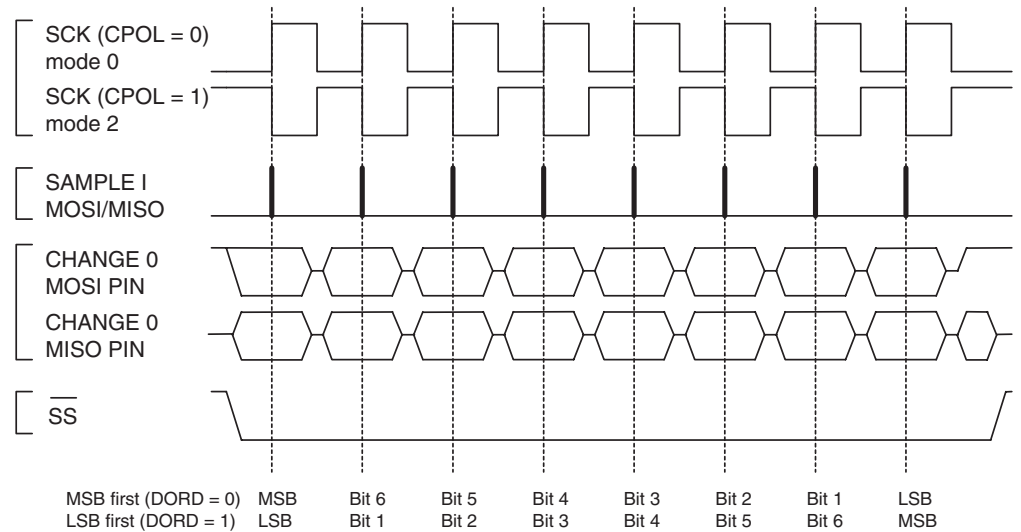 SCK (CPOL = 0)
mode 0
SCK (CPOL = 1)
mode 2
SAMPLE I
MOSI/MISO
CHANGE 0
MOSI PIN
CHANGE 0
MISO PIN
SS
MSB first (DORD = 0) MSB Bit 6 Bit 5 Bit 4 Bit 3 Bit 2 Bit 1 LSB
LSB first (DORD = 1) LSB Bit 1 Bit 2 Bit 3 Bit 4 Bit 5 Bit 6 MSB